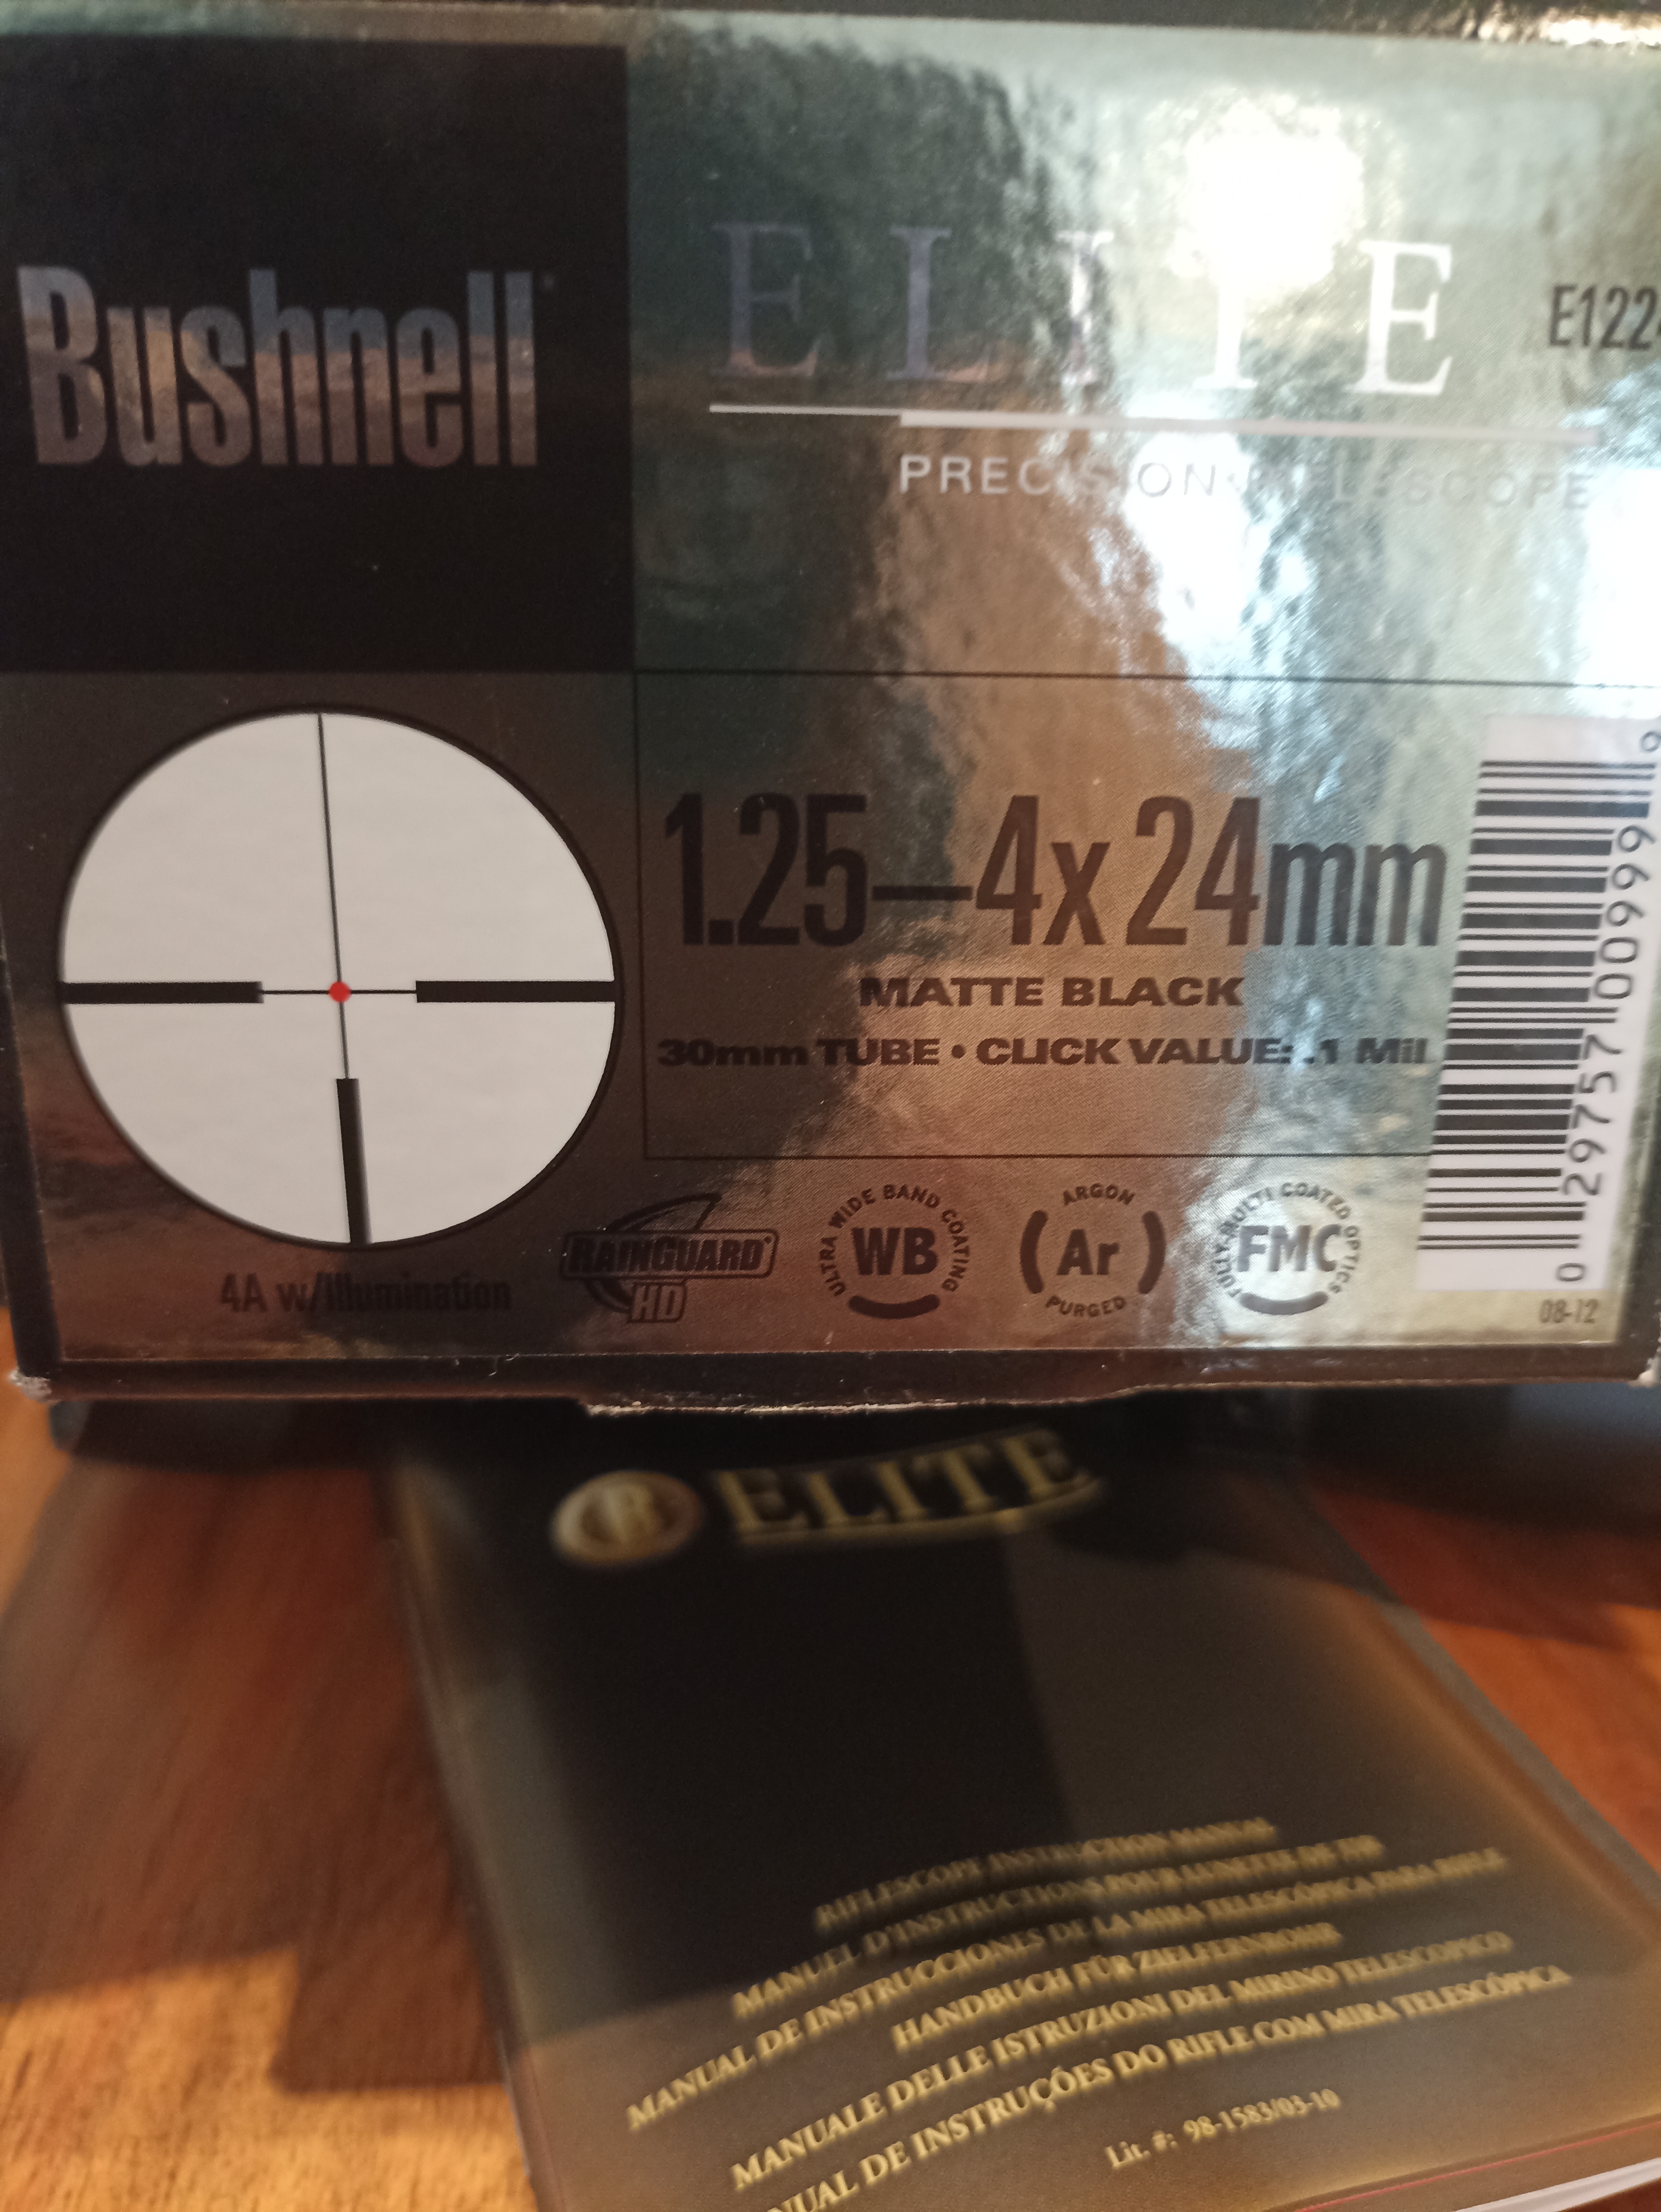 Bushnell
ELITE
E122
PRECISION RIFLESCOPE
1.25—4x24mm
MATTE BLACK
30mm TUBE • CLICK VALUE: .1 Mil
4A w/Illumination
RAINGUARD®
HD
ULTRA WIDE BAND COATING
WB
ARGON
Ar
PURGED
FULLY MULTI COATED OPTICS
FMC
0 29757 00999 9
08-12
ELITE
RIFLESCOPE INSTRUCTION MANUAL
MANUEL D'INSTRUCTIONS POUR LUNETTE DE TIR
MANUAL DE INSTRUCCIONES DE LA MIRA TELESCÓPICA PARA RIFLE
HANDBUCH FÜR ZIELFERNROHR
MANUALE DELLE ISTRUZIONI DEL MIRINO TELESCOPICO
NUAL DE INSTRUÇÕES DO RIFLE COM MIRA TELESCÓPICA
Lit. #: 98-1583/03-10